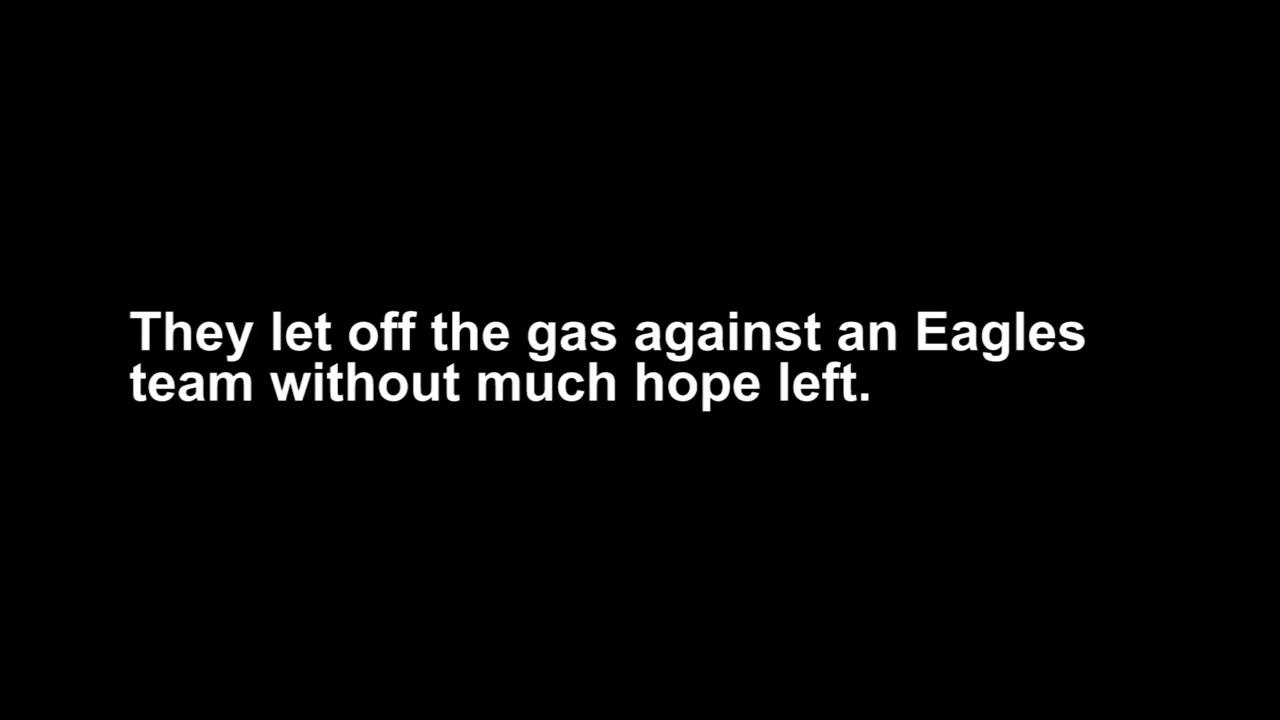 They let off the gas against an Eagles
team without much hope left.